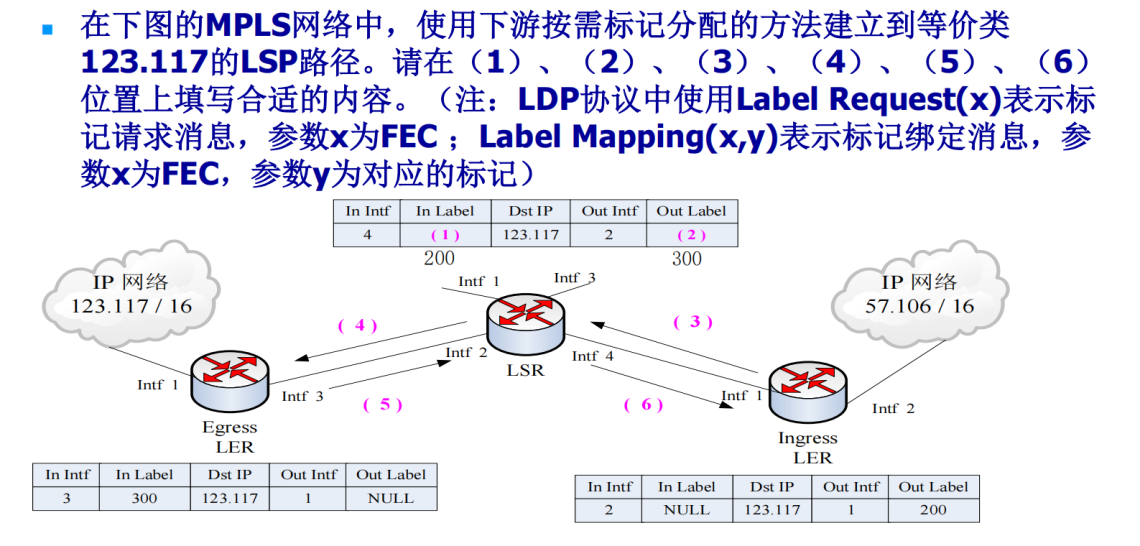 在下图的MPLS网络中，使用下游按需标记分配的方法建立到等价类
123.117的LSP路径。请在（1）、（2）、（3）、（4）、（5）、（6）
位置上填写合适的内容。（注：LDP协议中使用Label Request(x)表示标
记请求消息，参数x为FEC ；Label Mapping(x,y)表示标记绑定消息，参
数x为FEC，参数y为对应的标记）
In Intf In Label Dst IP Out Intf Out Label
4 ( 1 ) 123.117 2 ( 2 )
200 300
IP 网络
123.117 / 16
Intf 1 Intf 3
IP 网络
57.106 / 16
( 4 ) ( 3 )
Intf 2 Intf 4
LSR
Intf 1 Intf 3 ( 5 ) ( 6 ) Intf 1 Intf 2
Egress
LER
Ingress
LER
In Intf In Label Dst IP Out Intf Out Label
3 300 123.117 1 NULL
In Intf In Label Dst IP Out Intf Out Label
2 NULL 123.117 1 200